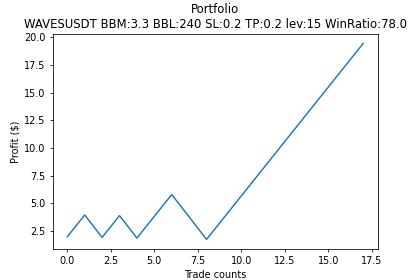 Portfolio
WAVESUSDT BBM:3.3 BBL:240 SL:0.2 TP:0.2 lev:15 WinRatio:78.0
20.0
17.5
15.0
12.5
10.0
7.5
5.0
2.5
Profit ($)
0.0 2.5 5.0 7.5 10.0 12.5 15.0 17.5
Trade counts